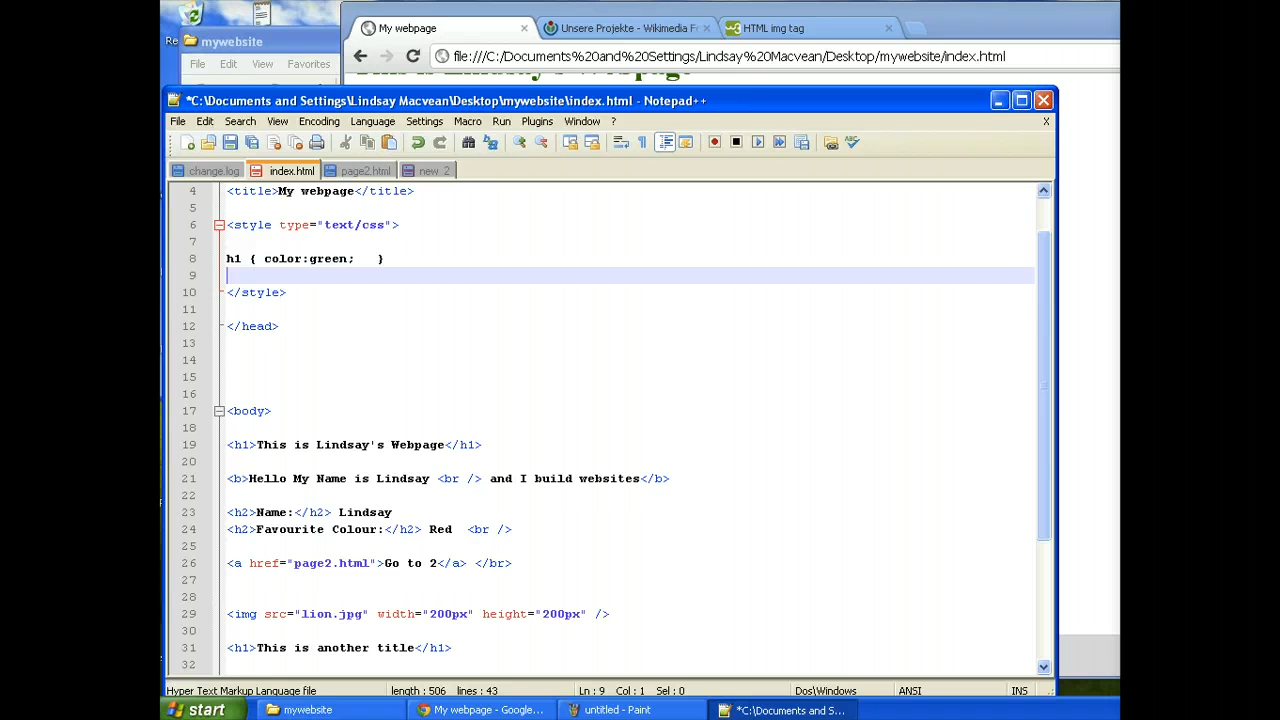 Re
mywebsite
File Edit View Favorites
My webpage
Unsere Projekte - Wikimedia F
HTML img tag
file:///C:/Documents%20and%20Settings/Lindsay%20Macvean/Desktop/mywebsite/index.html
This is Lindsay's Webpage
*C:\Documents and Settings\Lindsay Macvean\Desktop\mywebsite\index.html - Notepad++
File Edit Search View Encoding Language Settings Macro Run Plugins Window ? X
change.log index.html page2.html new 2
4 <title>My webpage</title>
5
6 <style type="text/css">
7
8 h1 { color:green;   }
9
10 </style>
11
12 </head>
13
14
15
16
17 <body>
18
19 <h1>This is Lindsay's Webpage</h1>
20
21 <b>Hello My Name is Lindsay <br /> and I build websites</b>
22
23 <h2>Name:</h2> Lindsay
24 <h2>Favourite Colour:</h2> Red  <br />
25
26 <a href="page2.html">Go to 2</a> </br>
27
28
29 <img src="lion.jpg" width="200px" height="200px" />
30
31 <h1>This is another title</h1>
32
Hyper Text Markup Language file length : 506 lines : 43 Ln : 9 Col : 1 Sel : 0 Dos\Windows ANSI INS
start mywebsite My webpage - Google... untitled - Paint *C:\Documents and S...